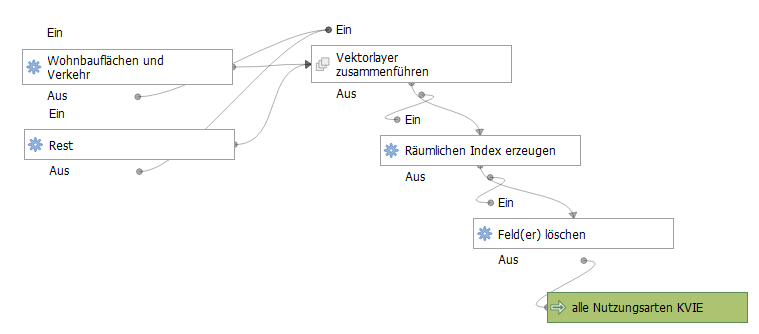 Ein
Wohnbauflächen und
Verkehr
Aus
Ein
Rest
Aus
Ein
Vektorlayer
zusammenführen
Aus
Ein
Räumlichen Index erzeugen
Aus
Ein
Feld(er) löschen
Aus
alle Nutzungsarten KVIE